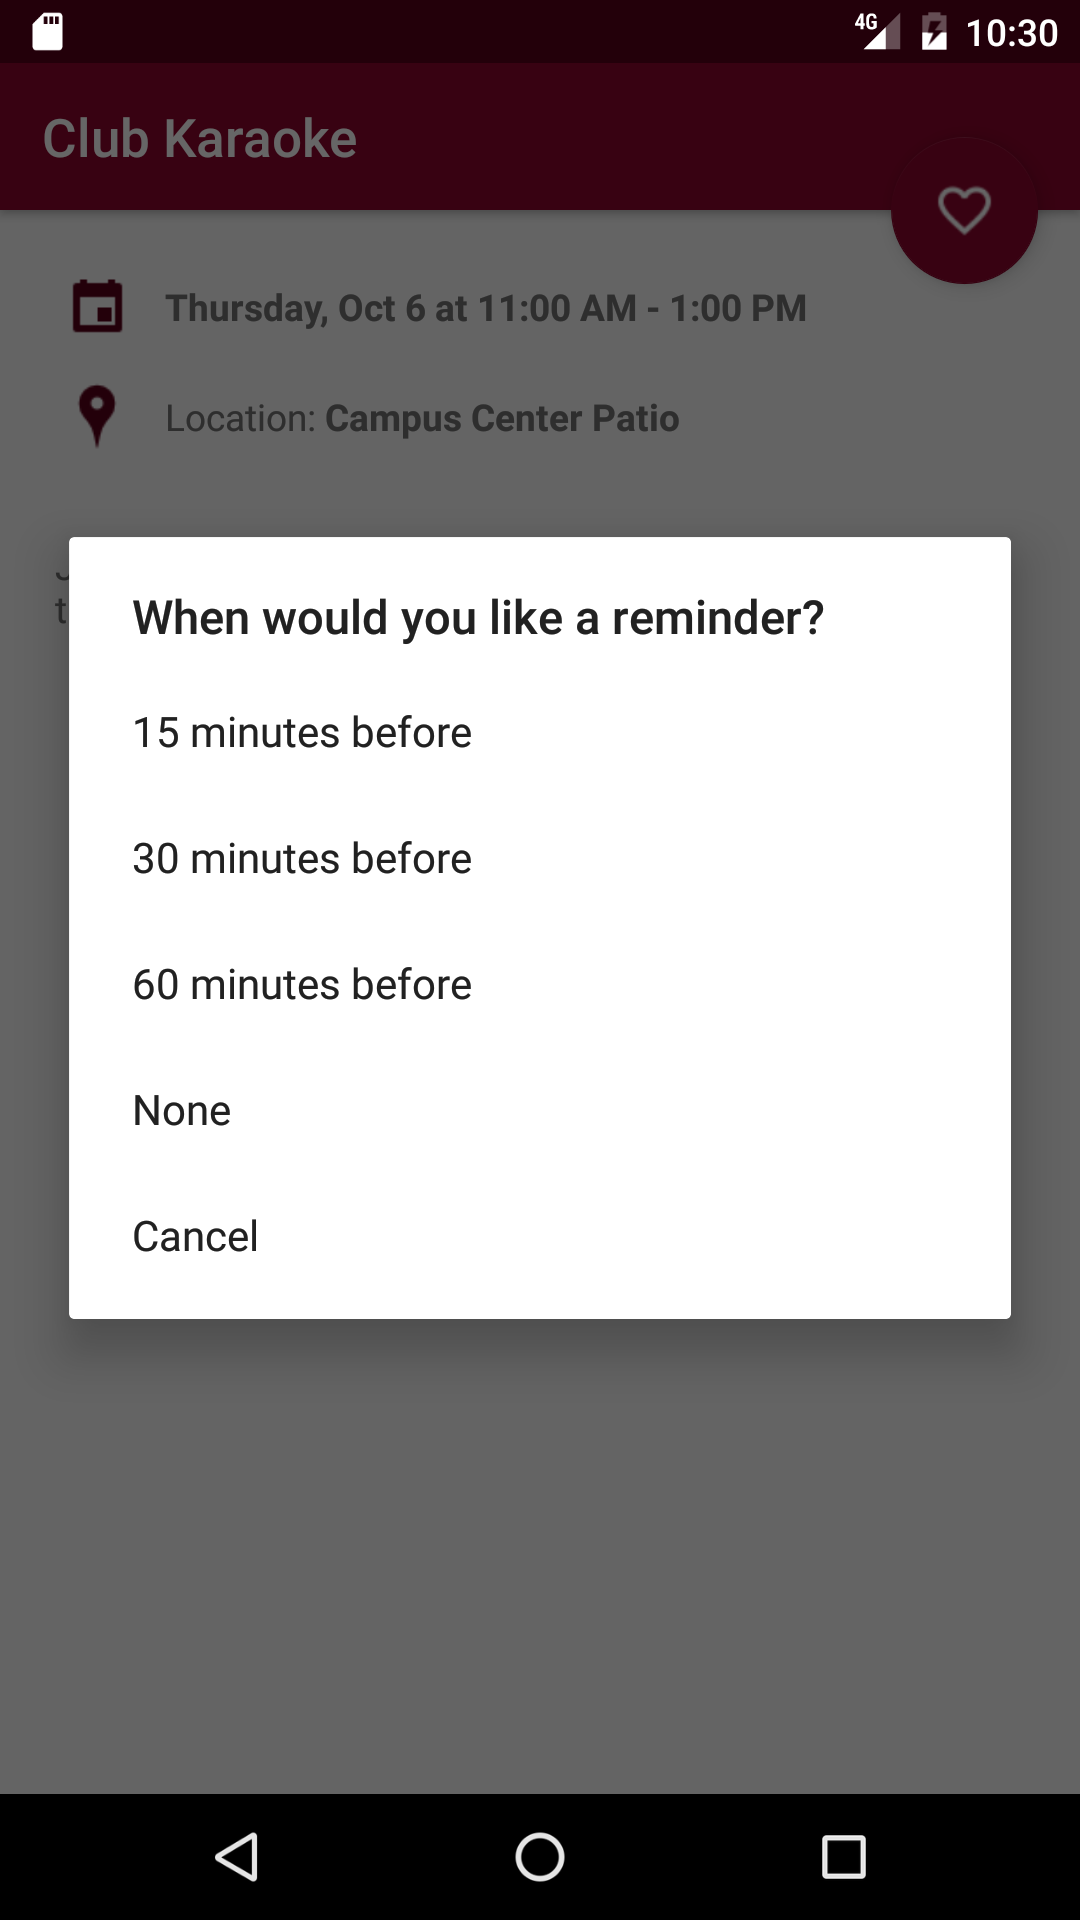 4G 10:30
Club Karaoke
Thursday, Oct 6 at 11:00 AM - 1:00 PM
Location: Campus Center Patio
When would you like a reminder?
15 minutes before
30 minutes before
60 minutes before
None
Cancel